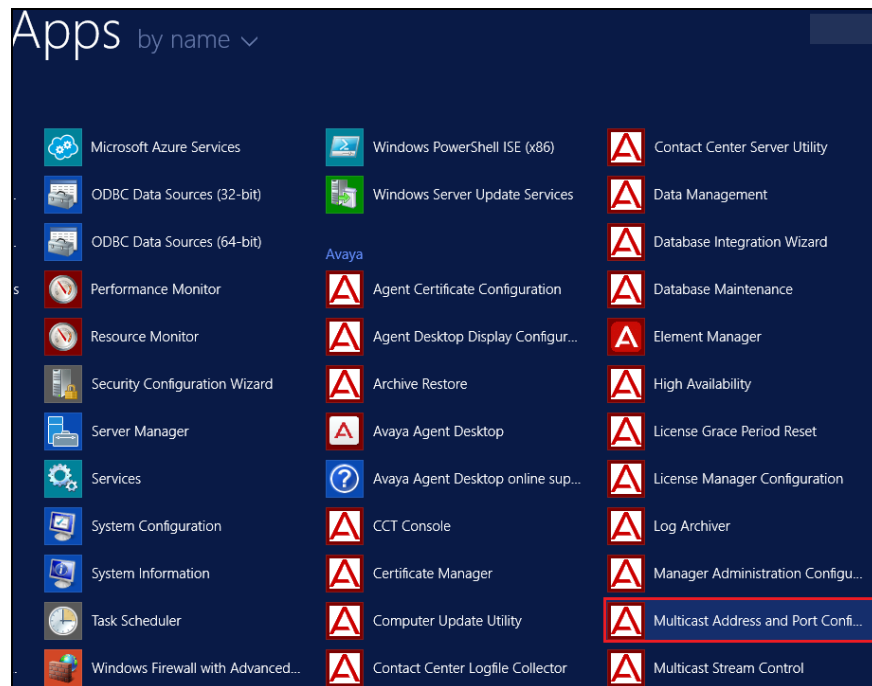 Apps by name
Microsoft Azure Services
ODBC Data Sources (32-bit)
ODBC Data Sources (64-bit)
s
Performance Monitor
Resource Monitor
Security Configuration Wizard
Server Manager
Services
System Configuration
System Information
Task Scheduler
Windows Firewall with Advanced...
Windows PowerShell ISE (x86)
Windows Server Update Services
Avaya
Agent Certificate Configuration
Agent Desktop Display Configur...
Archive Restore
Avaya Agent Desktop
Avaya Agent Desktop online sup...
CCT Console
Certificate Manager
Computer Update Utility
Contact Center Logfile Collector
Contact Center Server Utility
Data Management
Database Integration Wizard
Database Maintenance
Element Manager
High Availability
License Grace Period Reset
License Manager Configuration
Log Archiver
Manager Administration Configu...
Multicast Address and Port Confi...
Multicast Stream Control